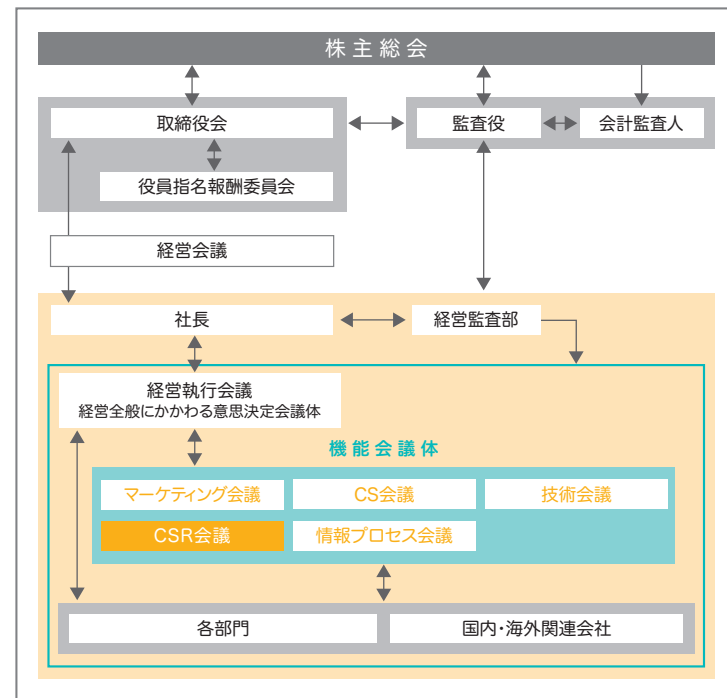 株主総会
取締役会
監査役
会計監査人
役員指名報酬委員会
経営会議
社長
経営監査部
経営執行会議
経営全般にかかわる意思決定会議体
機能会議体
マーケティング会議
CS会議
技術会議
CSR会議
情報プロセス会議
各部門
国内・海外関連会社